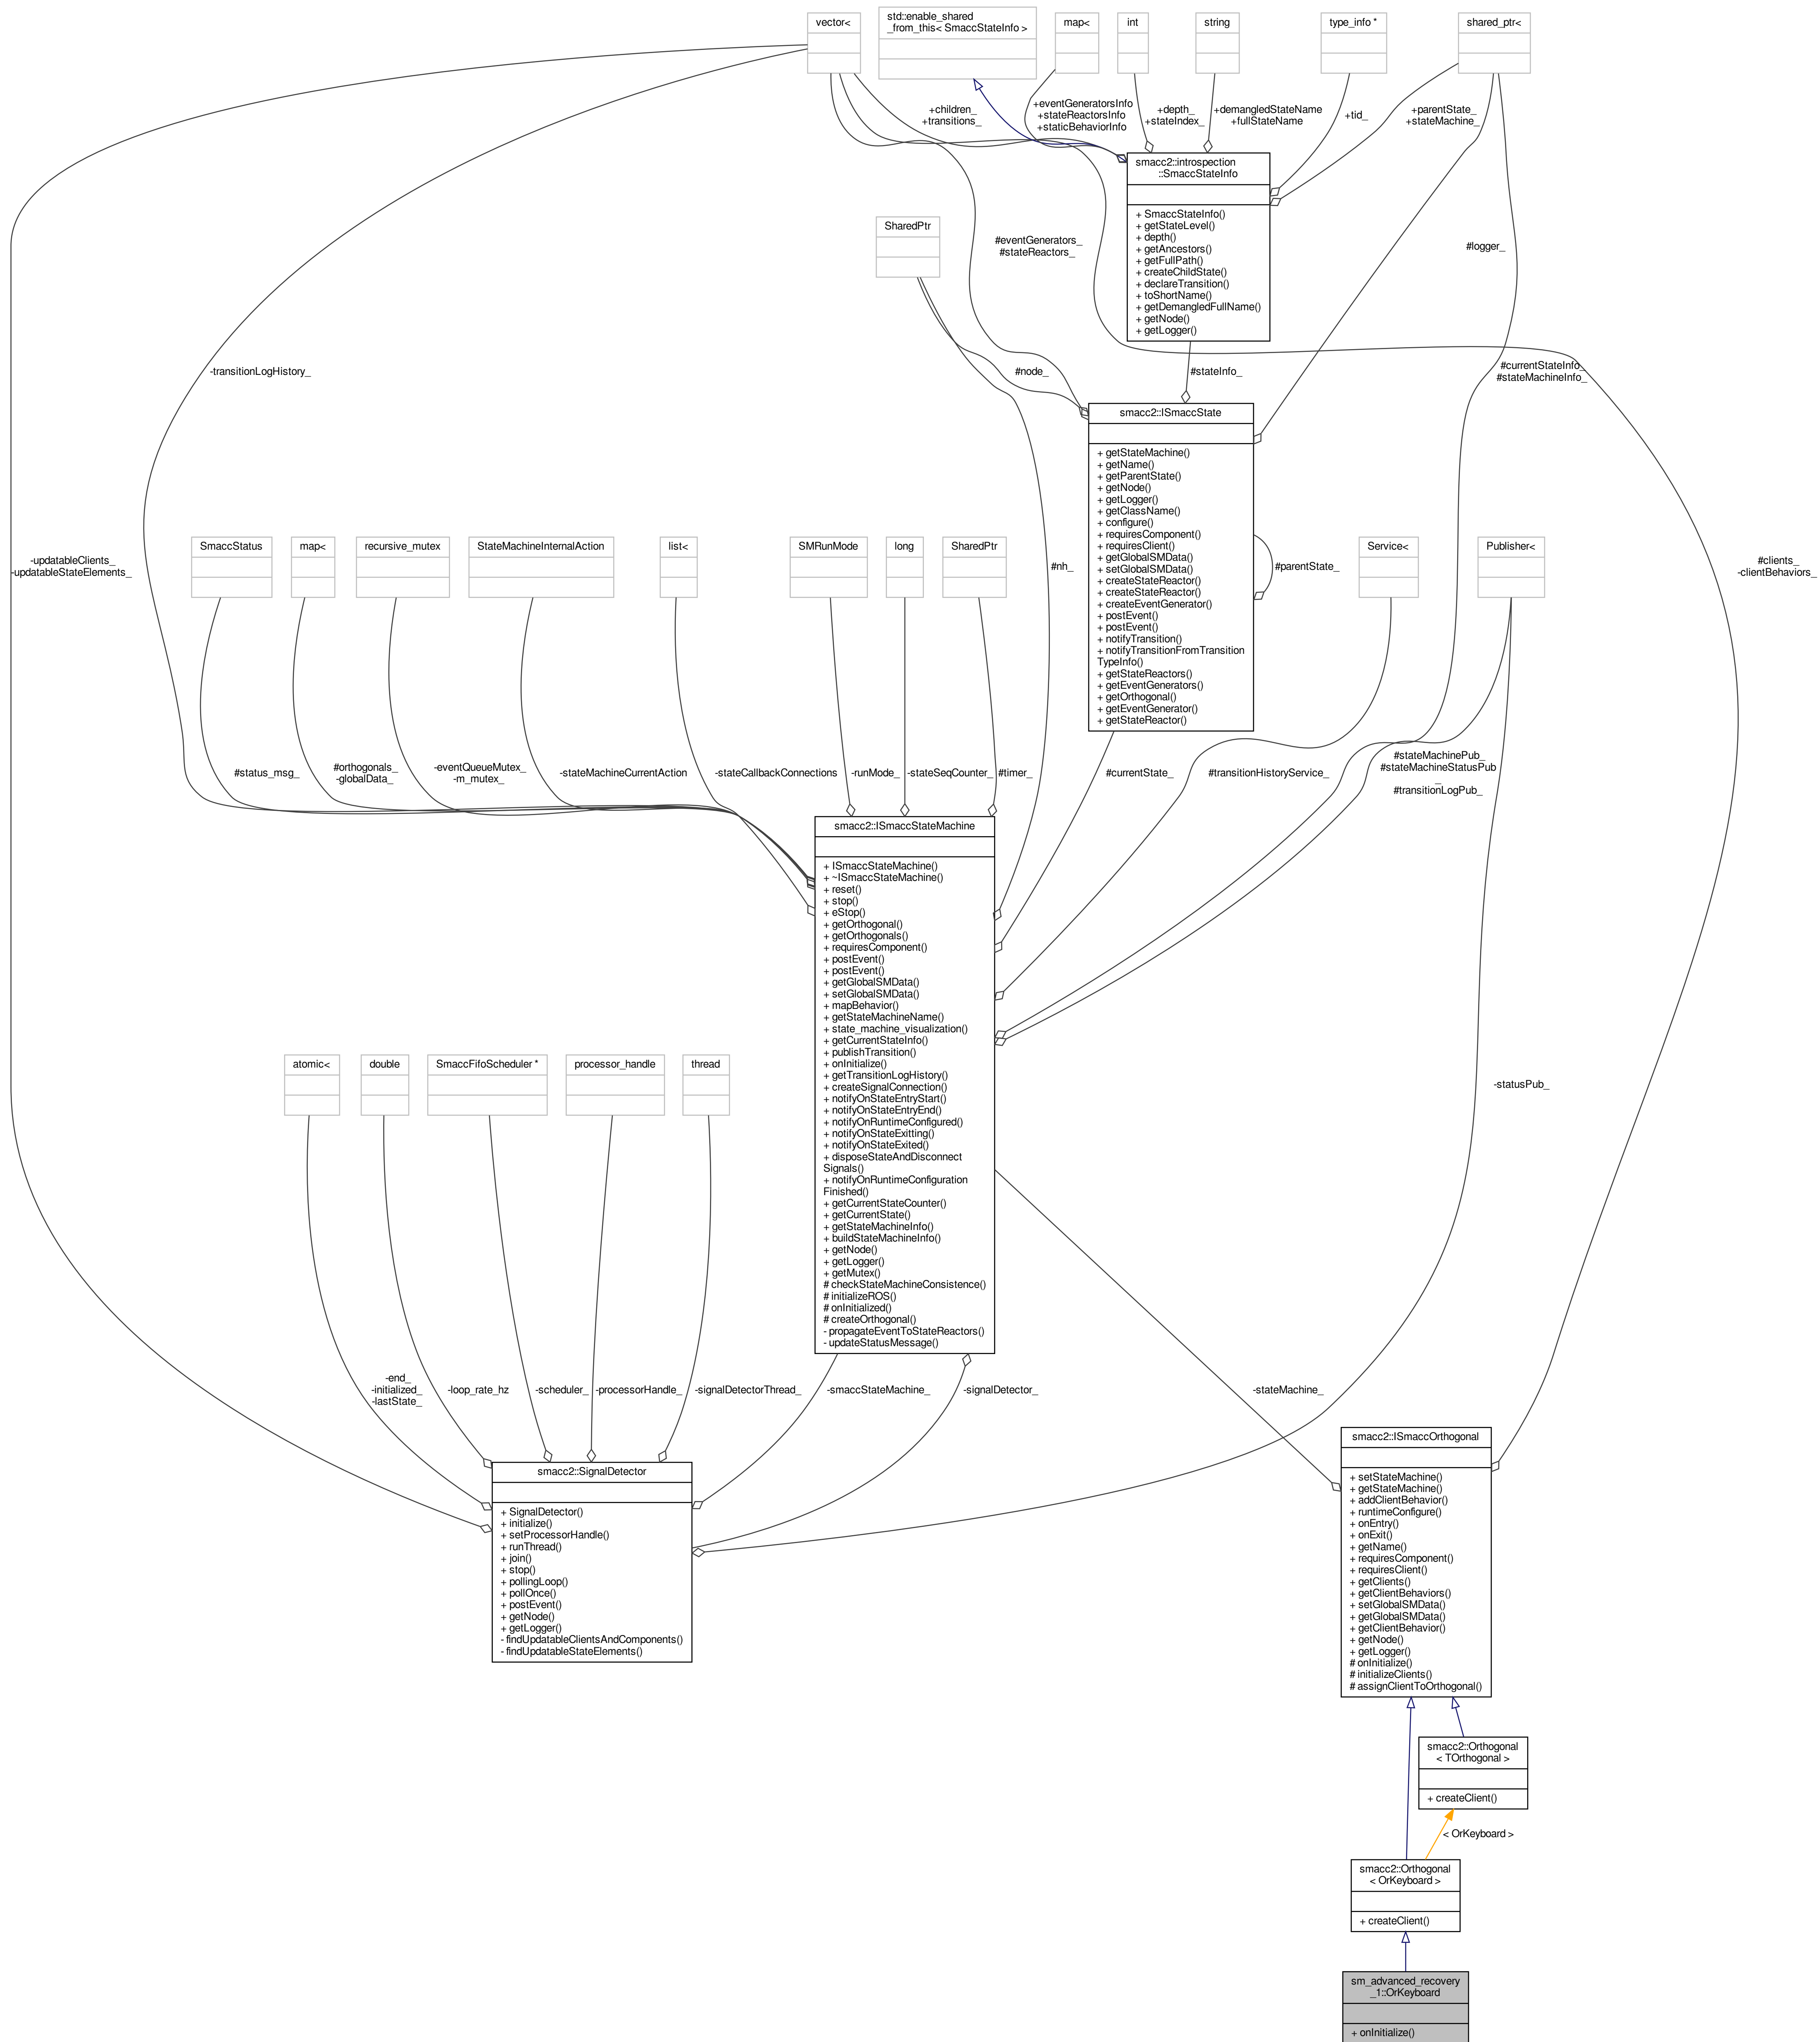 vector<
std::enable_shared
_from_this< SmaccStateInfo >
map<
int
string
type_info *
shared_ptr<
+children_
+transitions_
+eventGeneratorsInfo
+stateReactorsInfo
+staticBehaviorInfo
+depth_
+stateIndex_
+demangledStateName
+fullStateName
+tid_
+parentState_
+stateMachine_
smacc2::introspection
::SmaccStateInfo
+ SmaccStateInfo()
+ getStateLevel()
+ depth()
+ getAncestors()
+ getFullPath()
+ createChildState()
+ declareTransition()
+ toShortName()
+ getDemangledFullName()
+ getNode()
+ getLogger()
SharedPtr
#eventGenerators_
#stateReactors_
#logger_
-transitionLogHistory_
#node_
#stateInfo_
#currentStateInfo_
#stateMachineInfo_
smacc2::ISmaccState
+ getStateMachine()
+ getName()
+ getParentState()
+ getNode()
+ getLogger()
+ getClassName()
+ configure()
+ requiresComponent()
+ requiresClient()
+ getGlobalSMData()
+ setGlobalSMData()
+ createStateReactor()
+ createStateReactor()
+ createEventGenerator()
+ postEvent()
+ postEvent()
+ notifyTransition()
+ notifyTransitionFromTransition
TypeInfo()
+ getStateReactors()
+ getEventGenerators()
+ getOrthogonal()
+ getEventGenerator()
+ getStateReactor()
#parentState_
-updatableClients_
-updatableStateElements_
SmaccStatus
map<
recursive_mutex
StateMachineInternalAction
list<
SMRunMode
long
SharedPtr
#nh_
Service<
Publisher<
#clients_
-clientBehaviors_
#status_msg_
#orthogonals_
-globalData_
-eventQueueMutex_
-m_mutex_
-stateMachineCurrentAction
-stateCallbackConnections
-runMode_
-stateSeqCounter_
#timer_
#currentState_
#transitionHistoryService_
#stateMachinePub_
#stateMachineStatusPub
_
#transitionLogPub_
smacc2::ISmaccStateMachine
+ ISmaccStateMachine()
+ ~ISmaccStateMachine()
+ reset()
+ stop()
+ eStop()
+ getOrthogonal()
+ getOrthogonals()
+ requiresComponent()
+ postEvent()
+ postEvent()
+ getGlobalSMData()
+ setGlobalSMData()
+ mapBehavior()
+ getStateMachineName()
+ state_machine_visualization()
+ getCurrentStateInfo()
+ publishTransition()
+ onInitialize()
+ getTransitionLogHistory()
+ createSignalConnection()
+ notifyOnStateEntryStart()
+ notifyOnStateEntryEnd()
+ notifyOnRuntimeConfigured()
+ notifyOnStateExitting()
+ notifyOnStateExited()
+ disposeStateAndDisconnect
Signals()
+ notifyOnRuntimeConfiguration
Finished()
+ getCurrentStateCounter()
+ getCurrentState()
+ getStateMachineInfo()
+ buildStateMachineInfo()
+ getNode()
+ getLogger()
+ getMutex()
# checkStateMachineConsistence()
# initializeROS()
# onInitialized()
# createOrthogonal()
- propagateEventToStateReactors()
- updateStatusMessage()
atomic<
double
SmaccFifoScheduler *
processor_handle
thread
-statusPub_
-end_
-initialized_
-lastState_
-loop_rate_hz
-scheduler_
-processorHandle_
-signalDetectorThread_
-smaccStateMachine_
-signalDetector_
-stateMachine_
smacc2::SignalDetector
+ SignalDetector()
+ initialize()
+ setProcessorHandle()
+ runThread()
+ join()
+ stop()
+ pollingLoop()
+ pollOnce()
+ postEvent()
+ getNode()
+ getLogger()
- findUpdatableClientsAndComponents()
- findUpdatableStateElements()
smacc2::ISmaccOrthogonal
+ setStateMachine()
+ getStateMachine()
+ addClientBehavior()
+ runtimeConfigure()
+ onEntry()
+ onExit()
+ getName()
+ requiresComponent()
+ requiresClient()
+ getClients()
+ getClientBehaviors()
+ setGlobalSMData()
+ getGlobalSMData()
+ getClientBehavior()
+ getNode()
+ getLogger()
# onInitialize()
# initializeClients()
# assignClientToOrthogonal()
smacc2::Orthogonal
< TOrthogonal >
+ createClient()
< OrKeyboard >
smacc2::Orthogonal
< OrKeyboard >
+ createClient()
sm_advanced_recovery
_1::OrKeyboard
+ onInitialize()